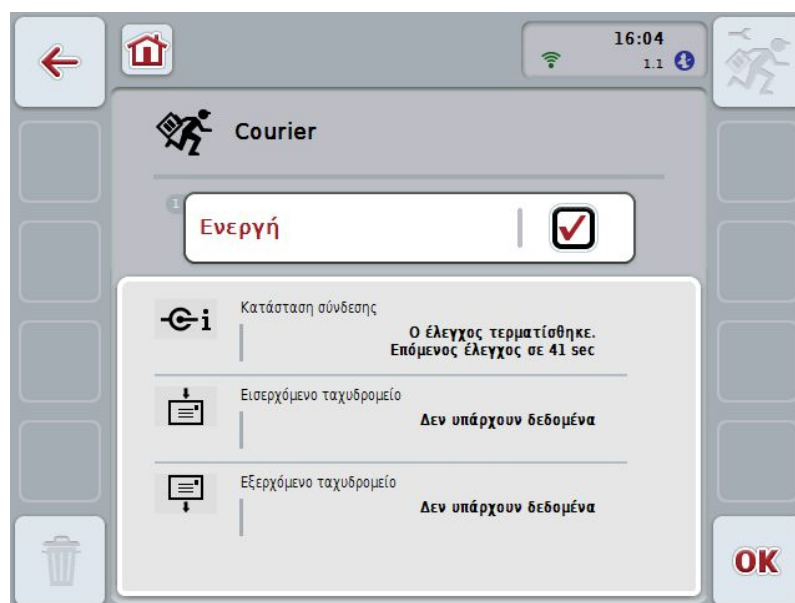 16:04
1.1
Courier
1
Ενεργή
Κατάσταση σύνδεσης
Ο έλεγχος τερματίσθηκε.
Επόμενος έλεγχος σε 41 sec
Εισερχόμενο ταχυδρομείο
Δεν υπάρχουν δεδομένα
Εξερχόμενο ταχυδρομείο
Δεν υπάρχουν δεδομένα
OK